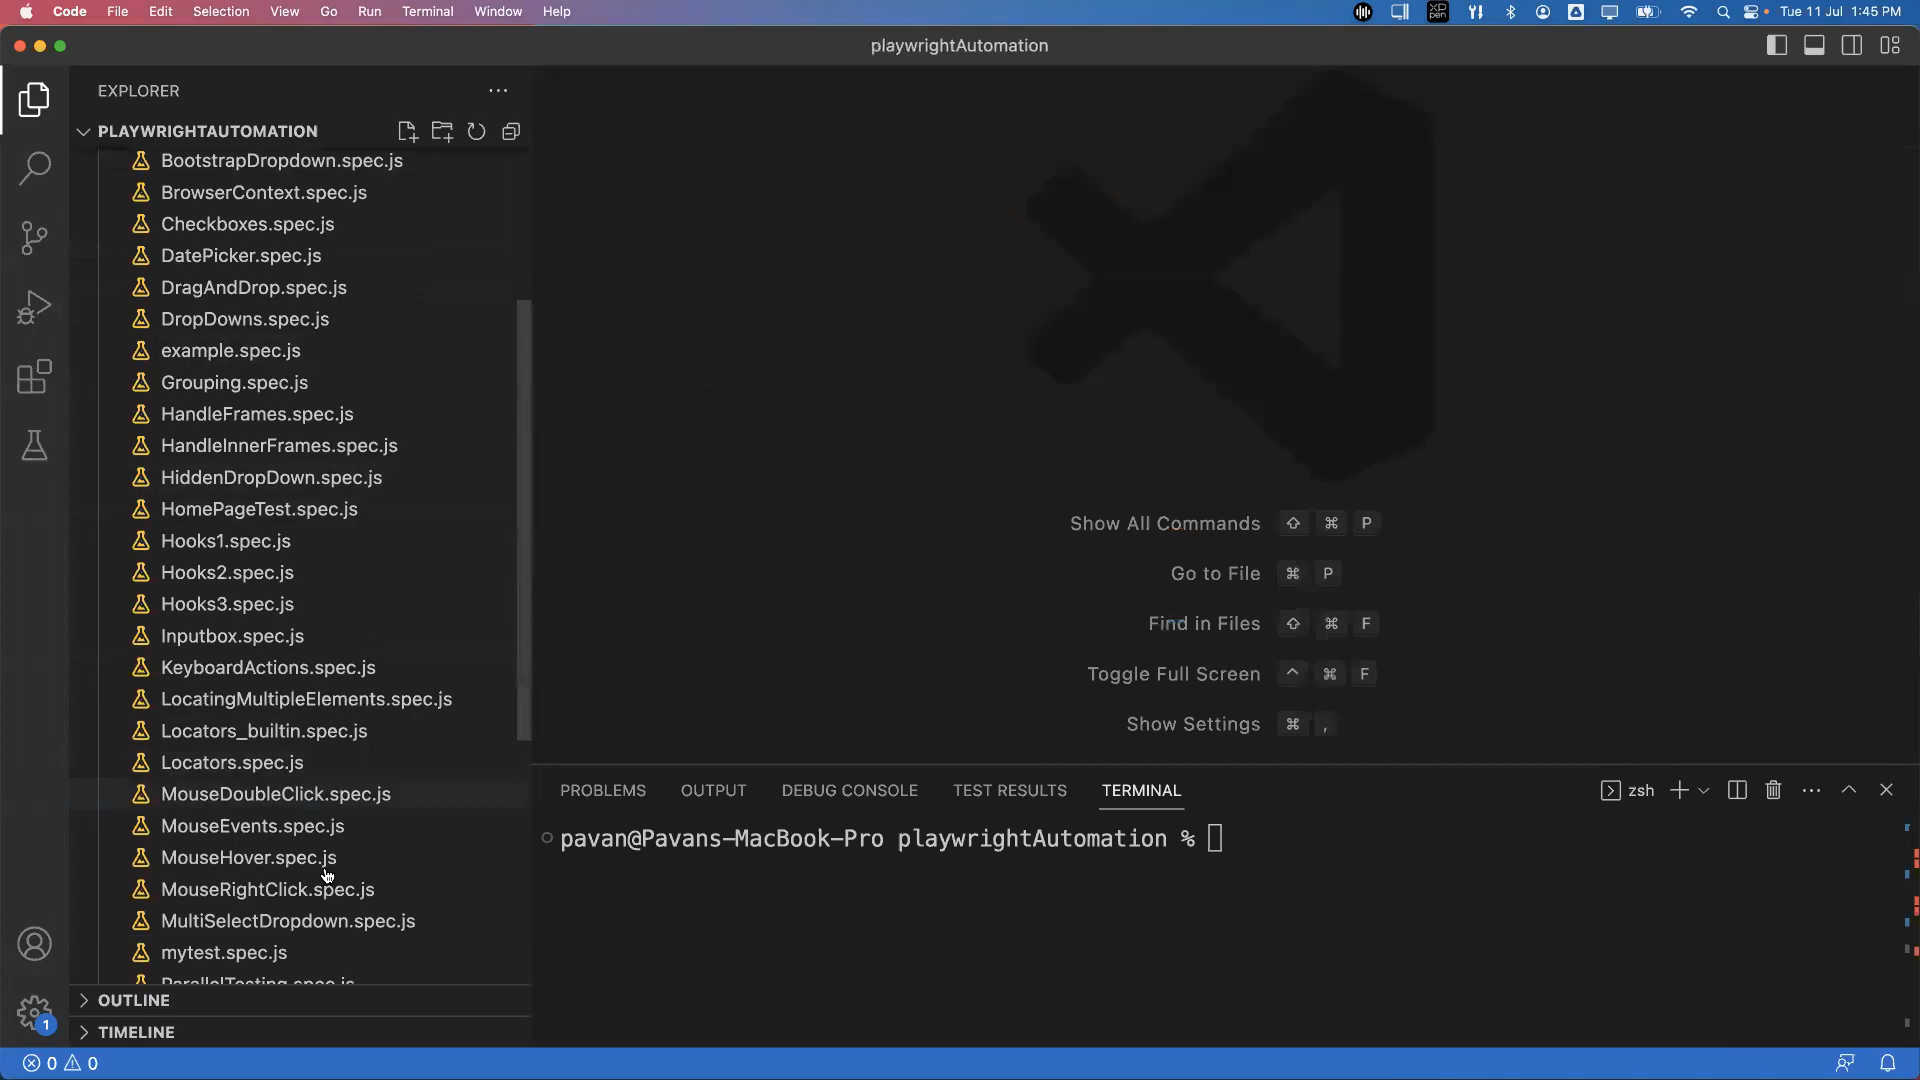 Code File Edit Selection View Go Run Terminal Window Help
XP pen
Tue 11 Jul 1:45 PM
playwrightAutomation
EXPLORER
PLAYWRIGHTAUTOMATION
BootstrapDropdown.spec.js
BrowserContext.spec.js
Checkboxes.spec.js
DatePicker.spec.js
DragAndDrop.spec.js
DropDowns.spec.js
example.spec.js
Grouping.spec.js
HandleFrames.spec.js
HandleInnerFrames.spec.js
HiddenDropDown.spec.js
HomePageTest.spec.js
Hooks1.spec.js
Hooks2.spec.js
Hooks3.spec.js
Inputbox.spec.js
KeyboardActions.spec.js
LocatingMultipleElements.spec.js
Locators_builtin.spec.js
Locators.spec.js
MouseDoubleClick.spec.js
MouseEvents.spec.js
MouseHover.spec.js
MouseRightClick.spec.js
MultiSelectDropdown.spec.js
mytest.spec.js
ParallelTesting.spec.js
OUTLINE
TIMELINE
Show All Commands ⇧ ⌘ P
Go to File ⌘ P
Find in Files ⇧ ⌘ F
Toggle Full Screen ^ ⌘ F
Show Settings ⌘ ,
PROBLEMS OUTPUT DEBUG CONSOLE TEST RESULTS TERMINAL
zsh
pavan@Pavans-MacBook-Pro playwrightAutomation %
1
0 0